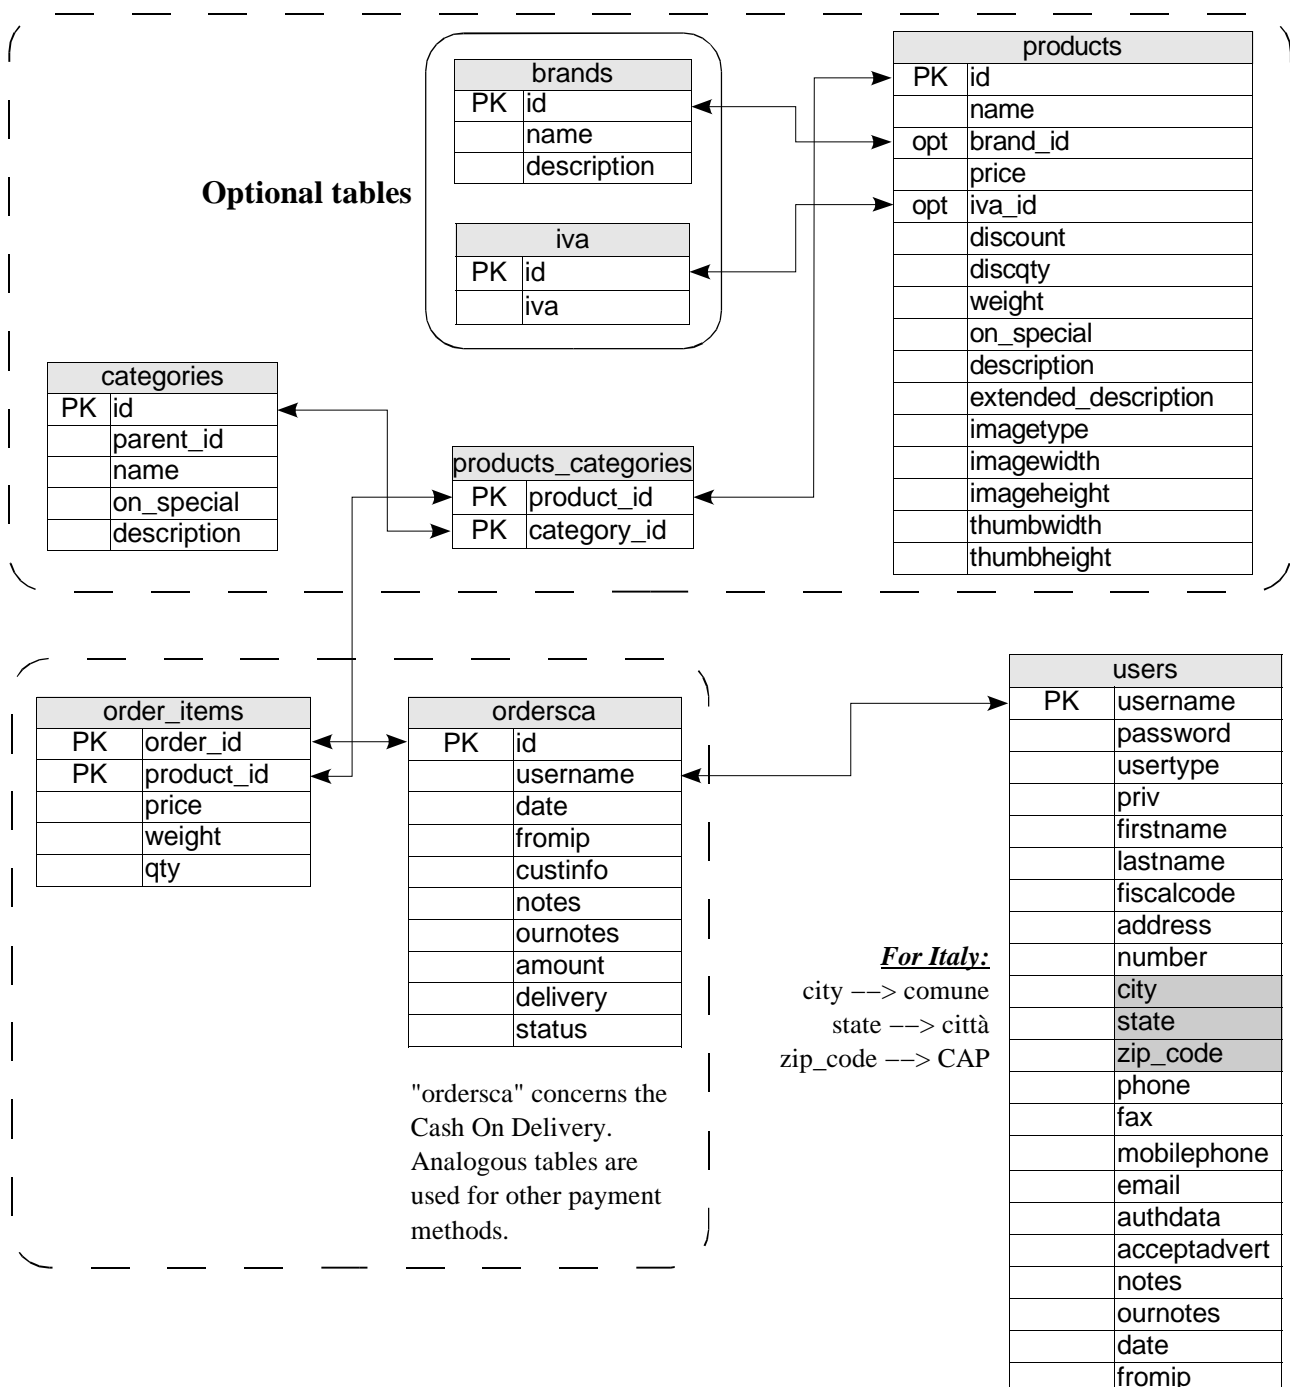 brands
PK id
name
description
Optional tables
iva
PK id
iva
products
PK id
name
opt brand_id
price
opt iva_id
discount
discqty
weight
on_special
description
extended_description
imagetype
imagewidth
imageheight
thumbwidth
thumbheight
categories
PK id
parent_id
name
on_special
description
products_categories
PK product_id
PK category_id
order_items
PK order_id
PK product_id
price
weight
qty
ordersca
PK id
username
date
fromip
custinfo
notes
ournotes
amount
delivery
status
"ordersca" concerns the
Cash On Delivery.
Analogous tables are
used for other payment
methods.
For Italy:
city −−> comune
state −−> città
zip_code −−> CAP
users
PK username
password
usertype
priv
firstname
lastname
fiscalcode
address
number
city
state
zip_code
phone
fax
mobilephone
email
authdata
acceptadvert
notes
ournotes
date
fromip